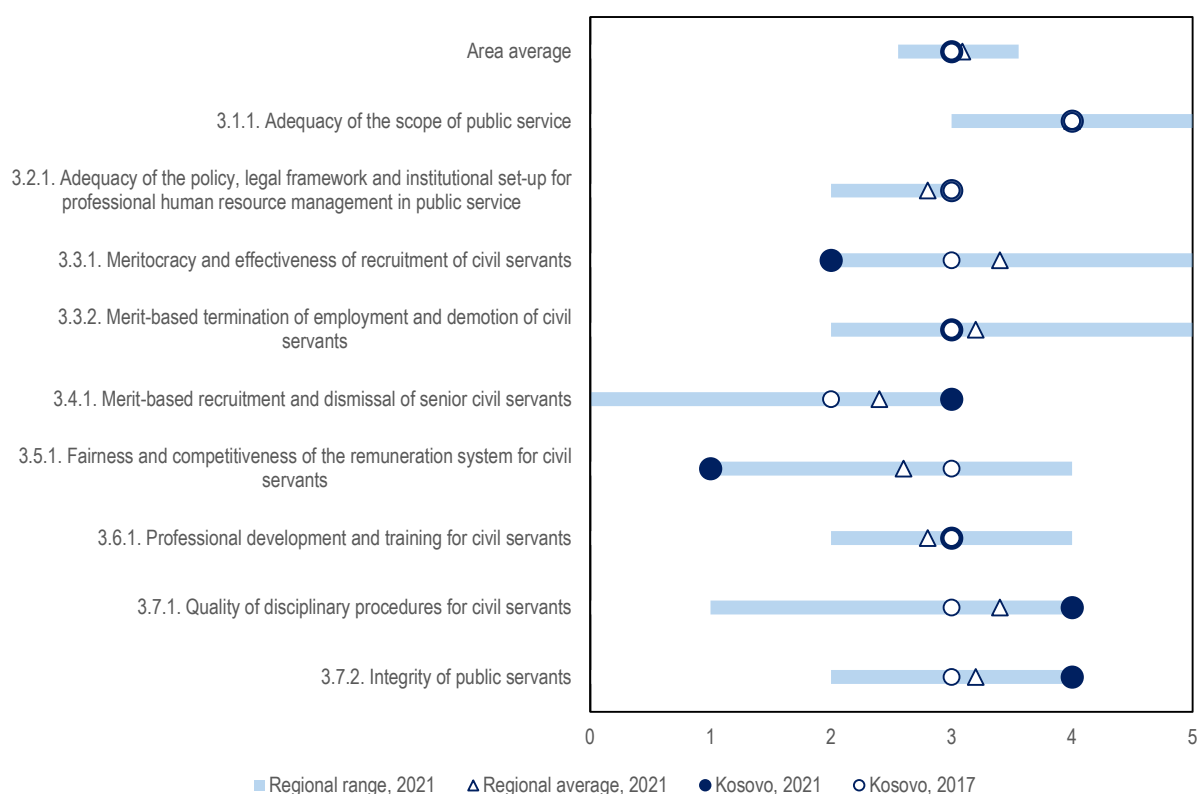 Area average
3.1.1. Adequacy of the scope of public service
3.2.1. Adequacy of the policy, legal framework and institutional set-up for
professional human resource management in public service
3.3.1. Meritocracy and effectiveness of recruitment of civil servants
3.3.2. Merit-based termination of employment and demotion of civil
servants
3.4.1. Merit-based recruitment and dismissal of senior civil servants
3.5.1. Fairness and competitiveness of the remuneration system for civil
servants
3.6.1. Professional development and training for civil servants
3.7.1. Quality of disciplinary procedures for civil servants
3.7.2. Integrity of public servants
0 1 2 3 4 5
Regional range, 2021 Regional average, 2021 Kosovo, 2021 Kosovo, 2017